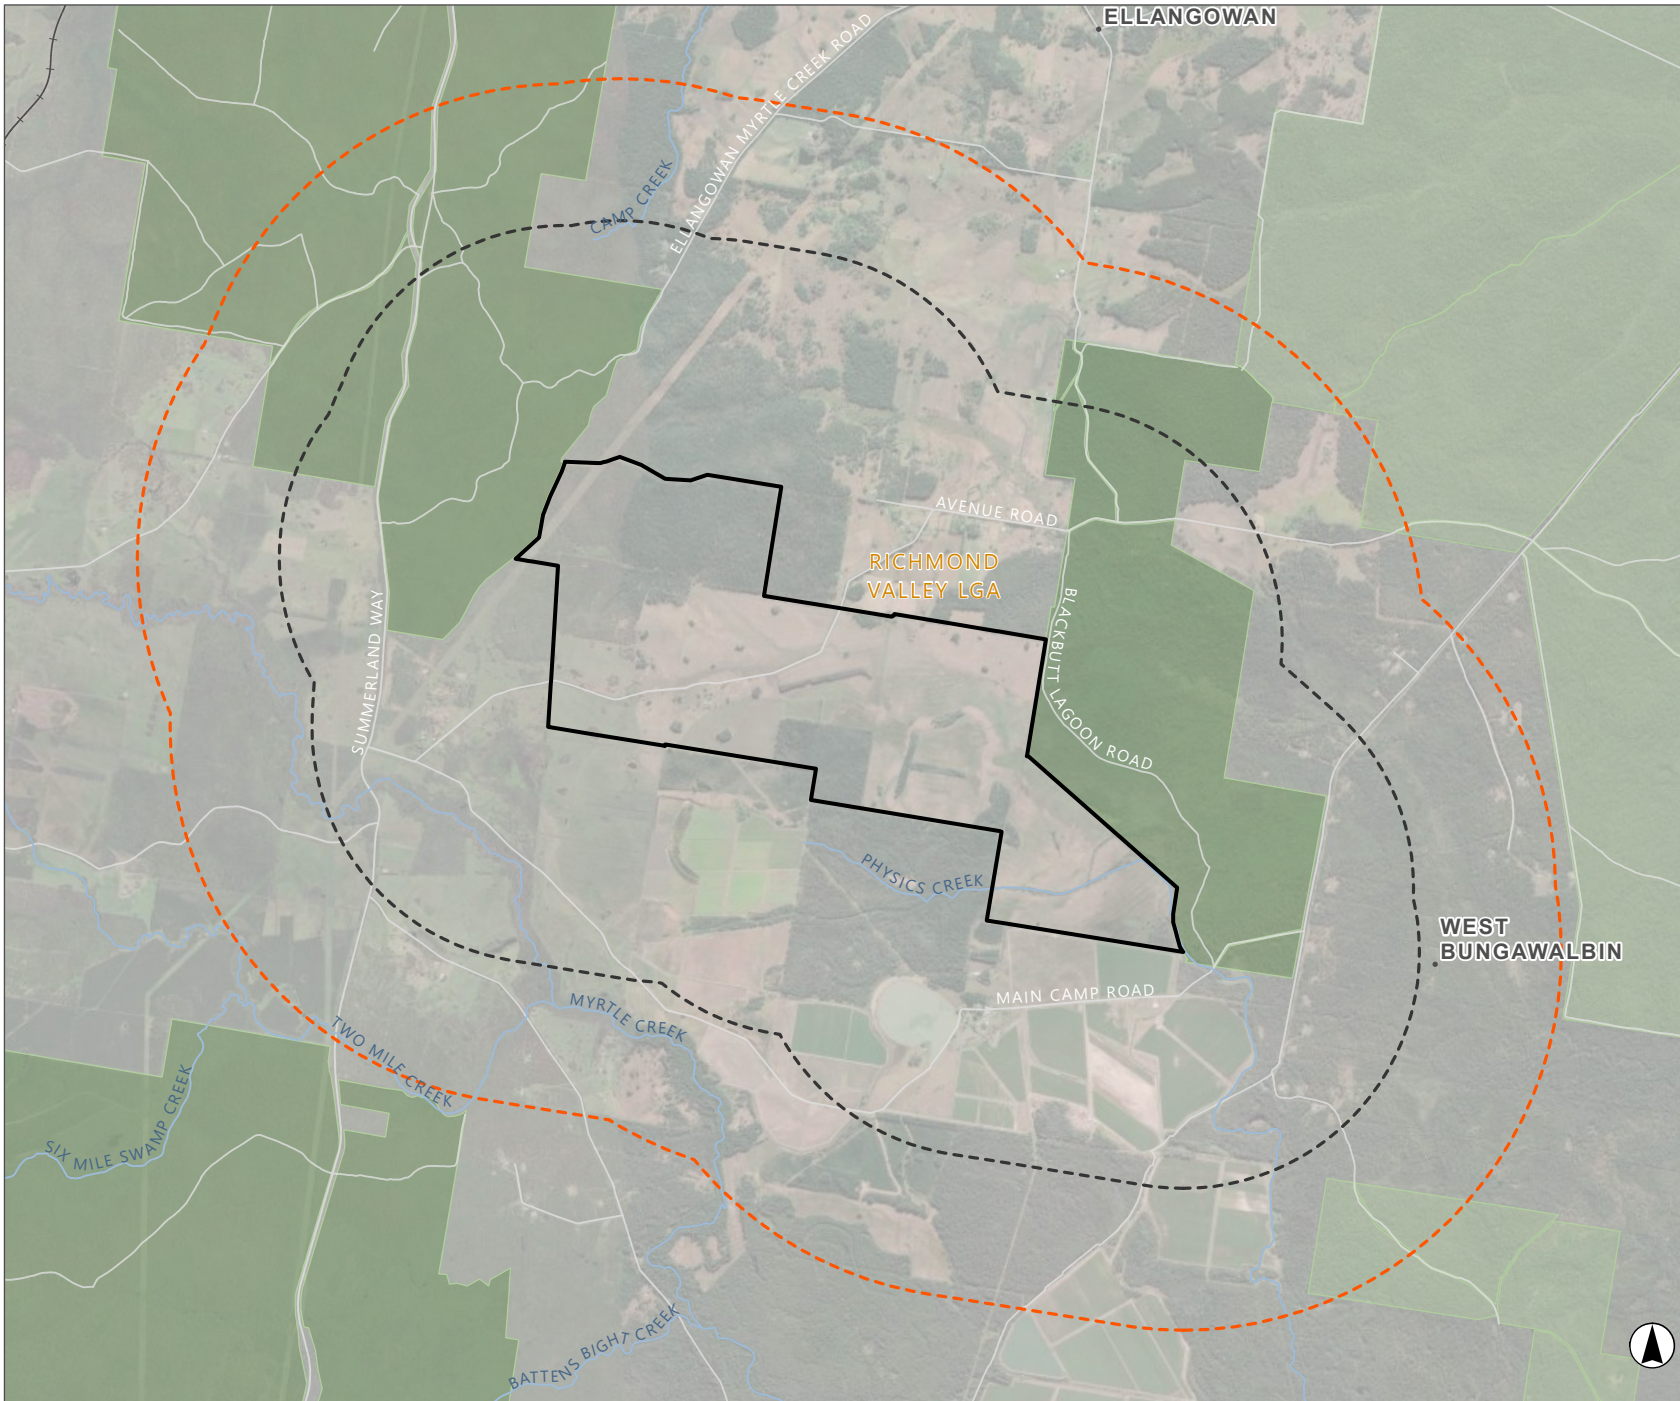 ELLANGOWAN
ELLANGOWAN MYRTLE CREEK ROAD
CAMP CREEK
AVENUE ROAD
RICHMOND
VALLEY LGA
BLACKBUTT LAGOON ROAD
SUMMERLAND WAY
PHYSICS CREEK
WEST
BUNGAWALBIN
MAIN CAMP ROAD
MYRTLE CREEK
TWO MILE CREEK
SIX MILE SWAMP CREEK
BATTENS BIGHT CREEK